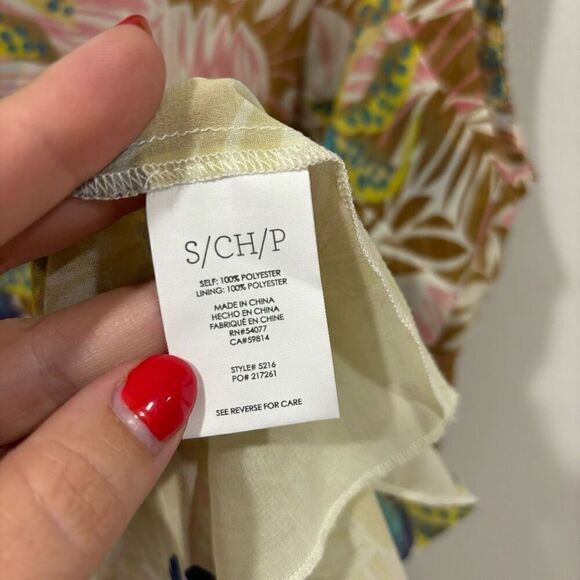 S/CH/P
SELF: 100% POLYESTER
LINING: 100% POLYESTER
MADE IN CHINA
HECHO EN CHINA
FABRIQUÉ EN CHINE
RN#54077
CA#59814
STYLE# 5216
PO# 217261
SEE REVERSE FOR CARE